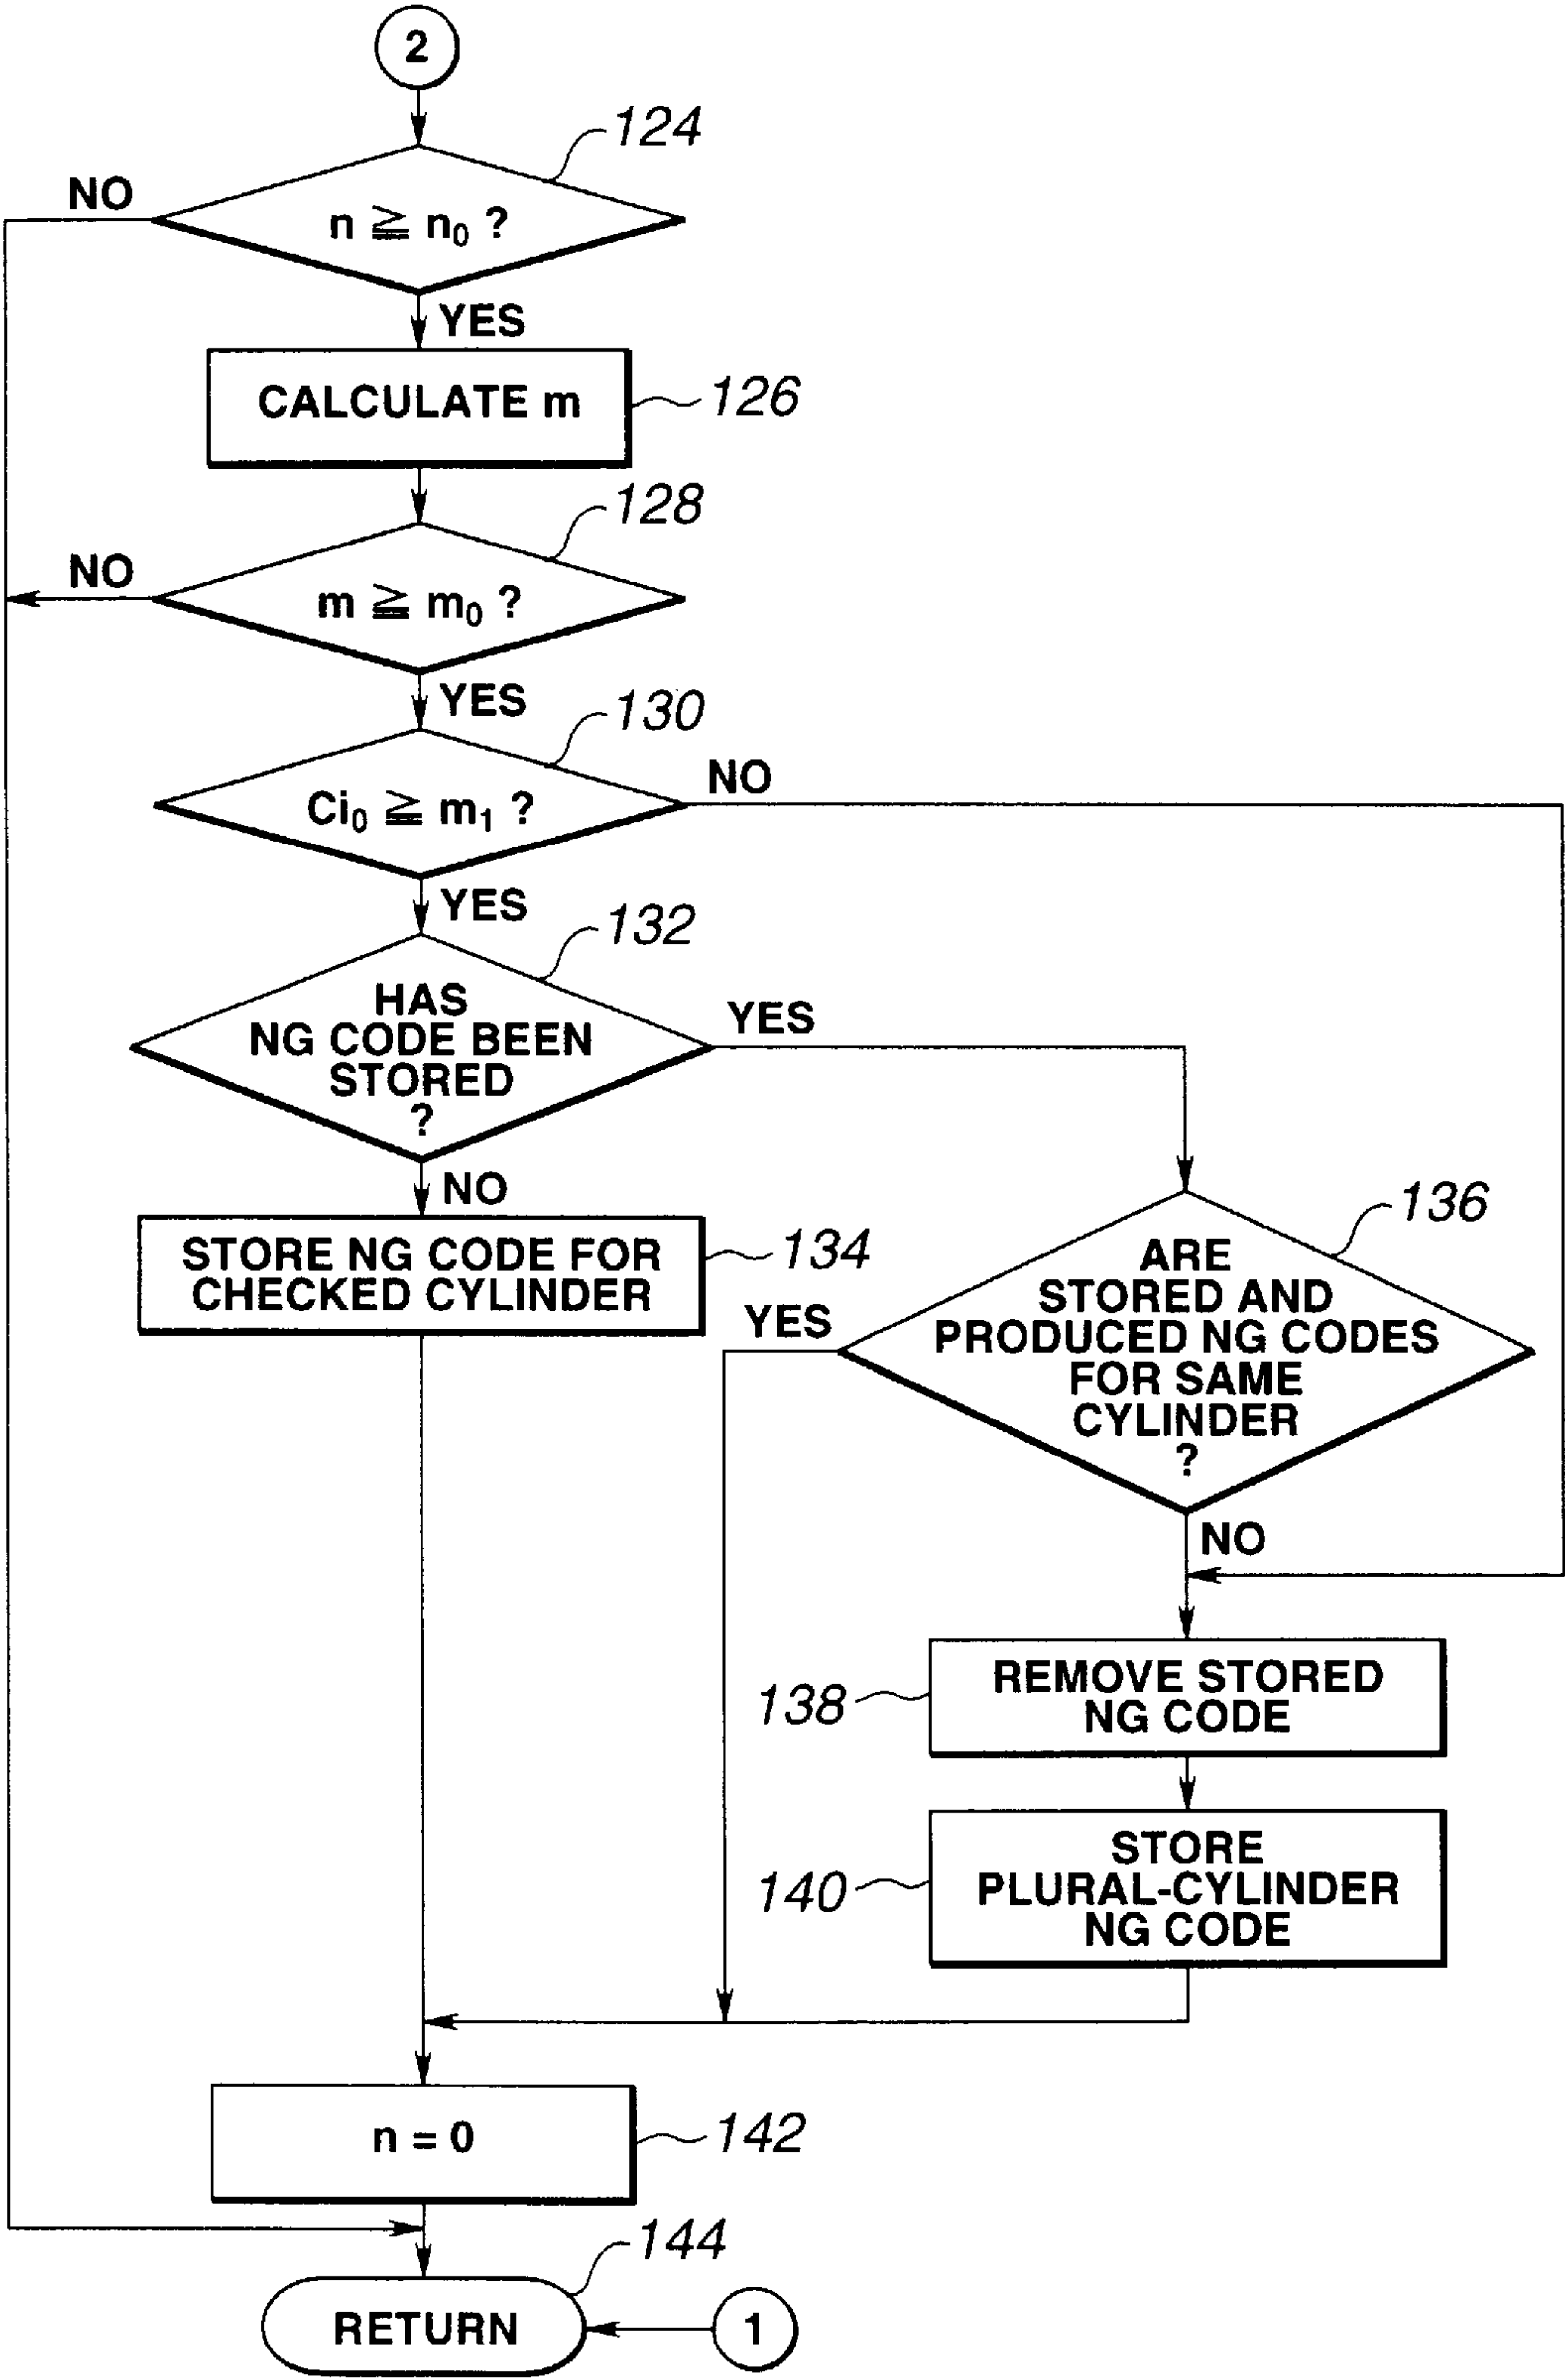 2
124
NO
n ≧ n₀ ?
YES
CALCULATE m
126
128
NO
m ≧ m₀ ?
YES
130
NO
Ci₀ ≧ m₁ ?
YES
132
HAS
NG CODE BEEN
STORED
?
YES
NO
136
STORE NG CODE FOR
CHECKED CYLINDER
134
ARE
STORED AND
PRODUCED NG CODES
FOR SAME
CYLINDER
?
YES
NO
REMOVE STORED
NG CODE
138
STORE
PLURAL-CYLINDER
NG CODE
140
n = 0
142
144
RETURN
1